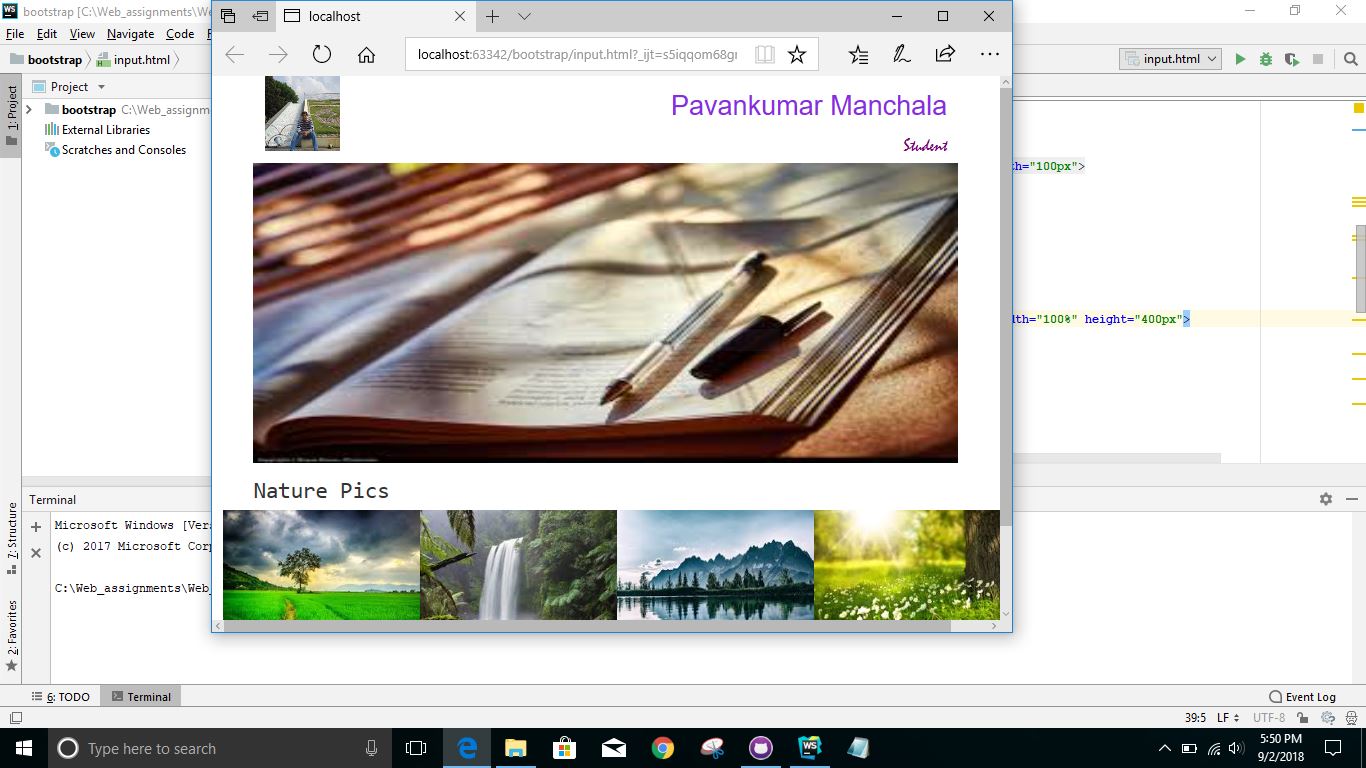 bootstrap [C:\Web_assignments\We
File Edit View Navigate Code
bootstrap input.html
1: Project
Project
bootstrap C:\Web_assignm
External Libraries
Scratches and Consoles
localhost
localhost:63342/bootstrap/input.html?_ijt=s5iqqom68gr
input.html
Pavankumar Manchala
Student
th="100px">
dth="100%" height="400px">
Nature Pics
Terminal
Microsoft Windows [Vers
(c) 2017 Microsoft Corp
C:\Web_assignments\Web_
7: Structure
2: Favorites
6: TODO Terminal
Event Log
39:5 LF UTF-8
Type here to search
WS
5:50 PM
9/2/2018